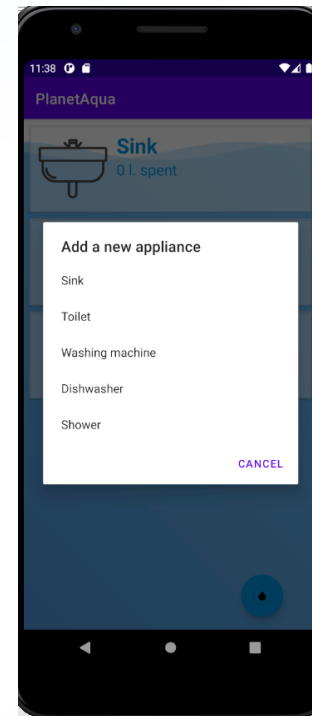 11:38
PlanetAqua
Sink
0 l. spent
Add a new appliance
Sink
Toilet
Washing machine
Dishwasher
Shower
CANCEL